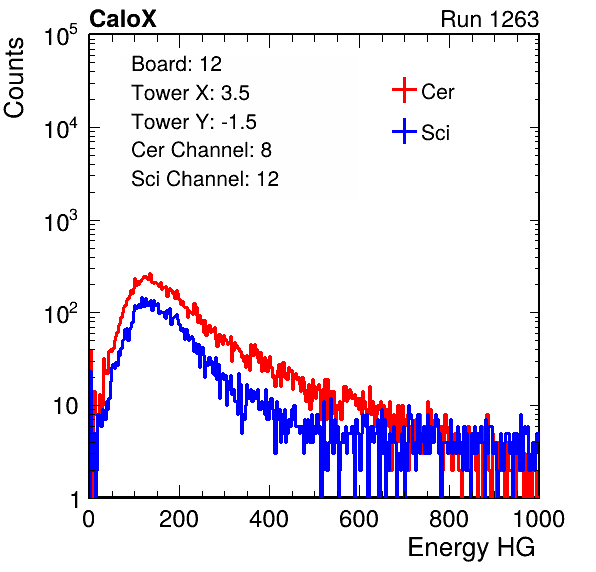 CaloX Run 1263
Counts
Board: 12
Tower X: 3.5
Tower Y: -1.5
Cer Channel: 8
Sci Channel: 12
Cer
Sci
10^5
10^4
10^3
10^2
10
1
0 200 400 600 800 1000
Energy HG